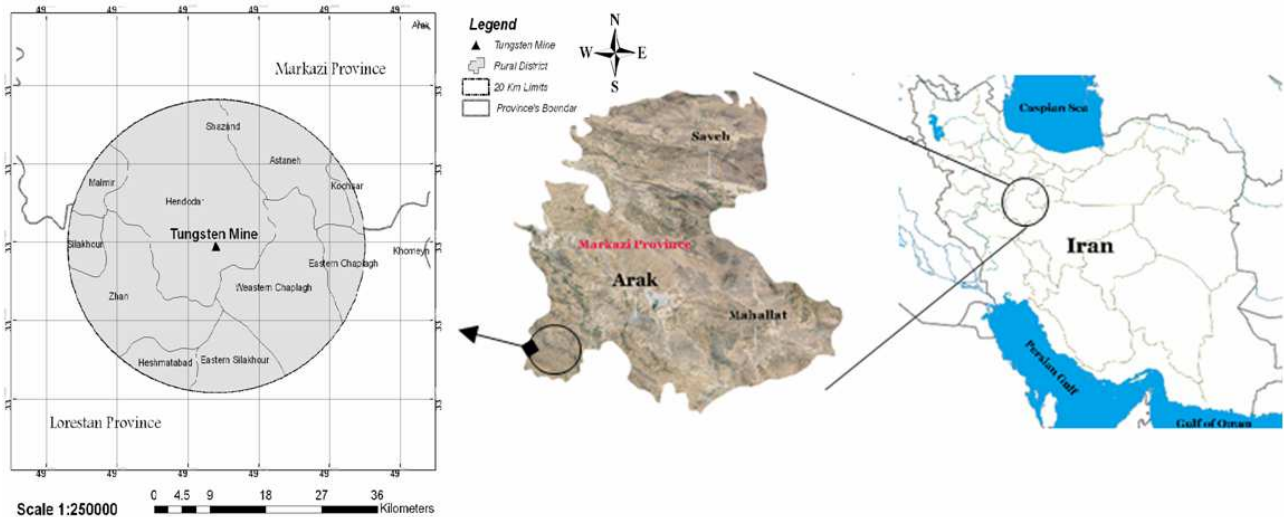 49 49 49 49 49 49
Arak
Markazi Province
33 33 33 33 33
33 33 33 33 33
Shazand
Astaneh
Malmir
Kochsar
Hendodar
Tungsten Mine
Silakhour
Khomeyn
Eastern Chaplagh
Zhan
Weastern Chaplagh
Heshmatabad
Eastern Silakhour
Lorestan Province
49 49 49 49 49 49
Scale 1:250000
0 4.5 9 18 27 36
Kilometers
Legend
Tungsten Mine
Rural District
20 Km Limits
Province's Boundar
N
W E
S
Saveh
Markazi Province
Arak
Mahallat
Caspian Sea
Iran
Persian Gulf
Gulf of Oman